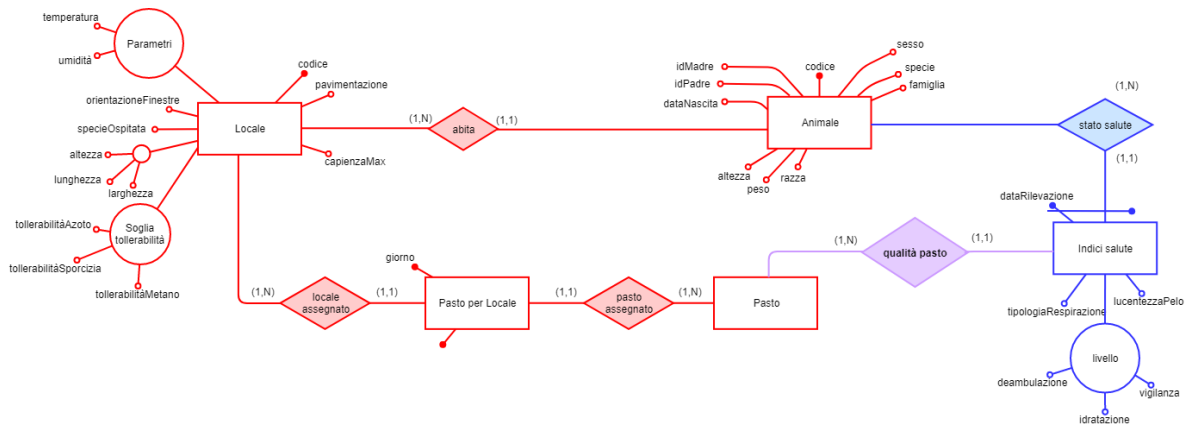 temperatura
Parametri
umidità
codice
pavimentazione
orientazioneFinestre
specieOspitata
Locale
altezza
lunghezza
larghezza
capienzaMax
tollerabilitàAzoto
Soglia
tollerabilità
tollerabilitàSporcizia
tollerabilitàMetano
(1,N)
abita
(1,1)
idMadre
idPadre
dataNascita
codice
sesso
specie
famiglia
Animale
altezza
peso
razza
(1,N)
stato salute
(1,1)
dataRilevazione
Indici salute
lucentezzaPelo
tipologiaRespirazione
livello
deambulazione
vigilanza
idratazione
(1,N)
qualità pasto
(1,1)
(1,N)
locale
assegnato
(1,1)
giorno
Pasto per Locale
(1,1)
pasto
assegnato
(1,N)
Pasto